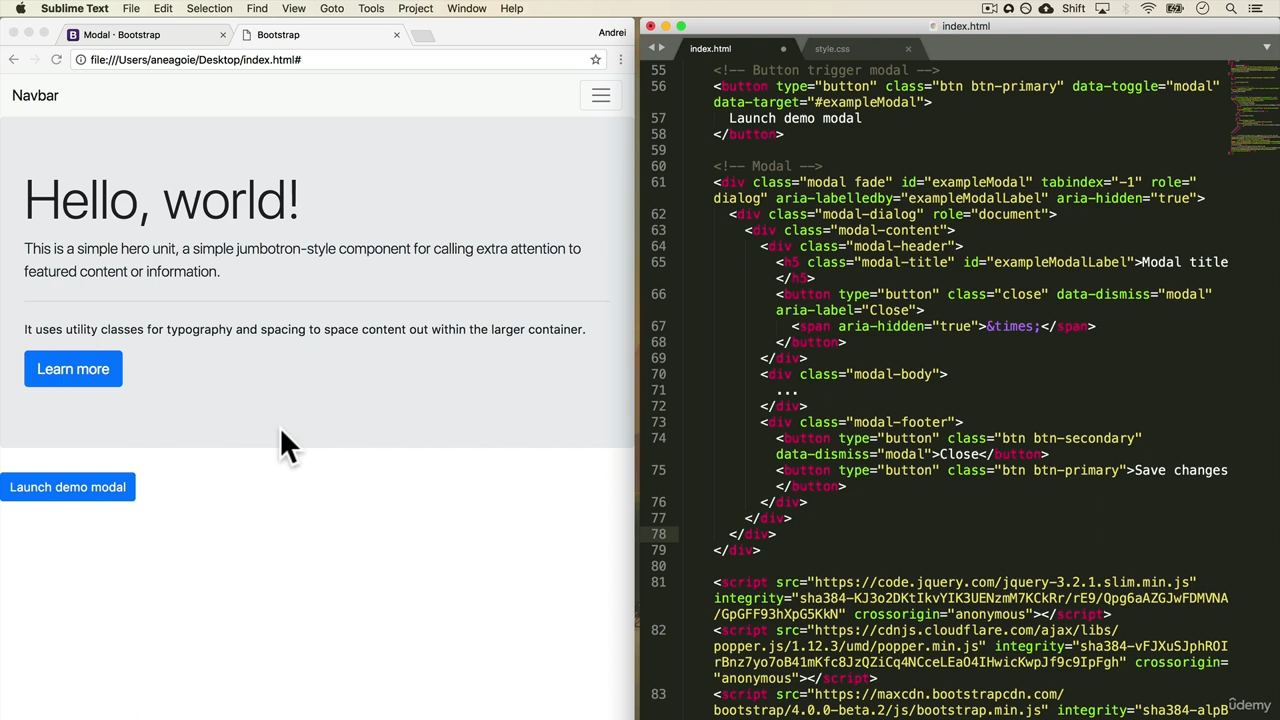 Sublime Text File Edit Selection Find View Goto Tools Project Window Help Shift
Modal · Bootstrap
Bootstrap
Andrei
file:///Users/aneagoie/Desktop/index.html#
Navbar
Hello, world!
This is a simple hero unit, a simple jumbotron-style component for calling extra attention to
featured content or information.
It uses utility classes for typography and spacing to space content out within the larger container.
Learn more
Launch demo modal
index.html
index.html
style.css
55 <!-- Button trigger modal -->
56 <button type="button" class="btn btn-primary" data-toggle="modal"
data-target="#exampleModal">
57 Launch demo modal
58 </button>
59
60 <!-- Modal -->
61 <div class="modal fade" id="exampleModal" tabindex="-1" role="
dialog" aria-labelledby="exampleModalLabel" aria-hidden="true">
62 <div class="modal-dialog" role="document">
63 <div class="modal-content">
64 <div class="modal-header">
65 <h5 class="modal-title" id="exampleModalLabel">Modal title
</h5>
66 <button type="button" class="close" data-dismiss="modal"
aria-label="Close">
67 <span aria-hidden="true">&times;</span>
68 </button>
69 </div>
70 <div class="modal-body">
71 ...
72 </div>
73 <div class="modal-footer">
74 <button type="button" class="btn btn-secondary"
data-dismiss="modal">Close</button>
75 <button type="button" class="btn btn-primary">Save changes
</button>
76 </div>
77 </div>
78 </div>
79 </div>
80
81 <script src="https://code.jquery.com/jquery-3.2.1.slim.min.js"
integrity="sha384-KJ3o2DKtIkvYIK3UENzmM7KCkRr/rE9/Qpg6aAZGJwFDMVNA
/GpGFF93hXpG5KkN" crossorigin="anonymous"></script>
82 <script src="https://cdnjs.cloudflare.com/ajax/libs/
popper.js/1.12.3/umd/popper.min.js" integrity="sha384-vFJXuSJphROI
rBnz7yo7oB41mKfc8JzQZiCq4NCceLEaO4IHwicKwpJf9c9IpFgh" crossorigin=
"anonymous"></script>
83 <script src="https://maxcdn.bootstrapcdn.com/
bootstrap/4.0.0-beta.2/js/bootstrap.min.js" integrity="sha384-alpB
ûdemy